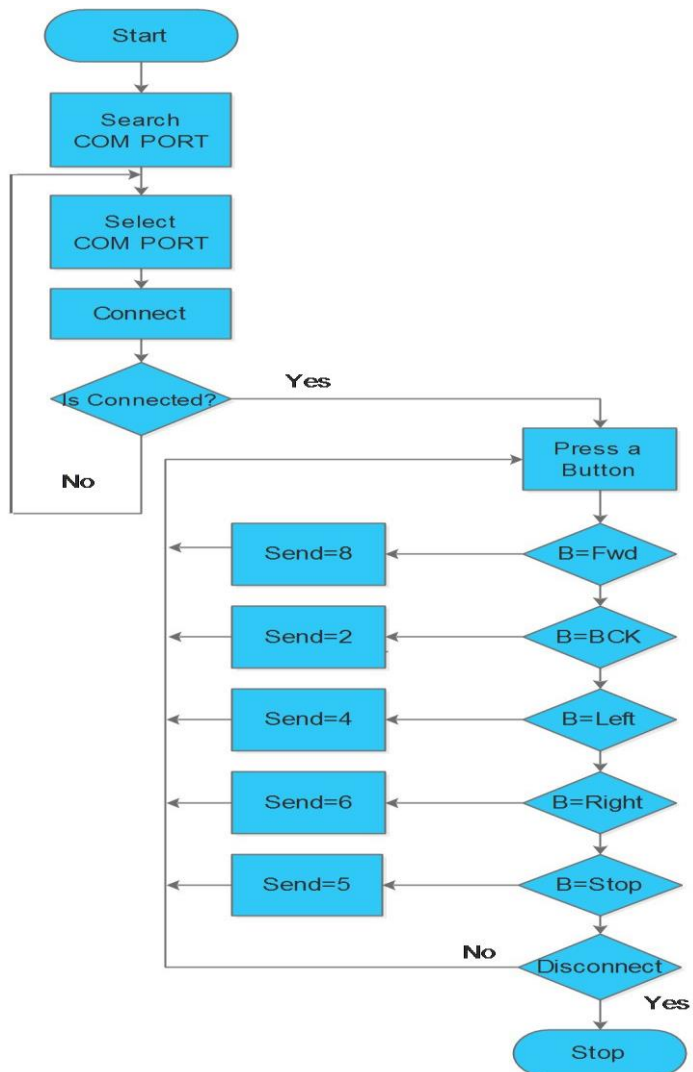 Start
Search
COM PORT
Select
COM PORT
Connect
Is Connected?
Yes
No
Press a
Button
B=Fwd
Send=8
B=BCK
Send=2
B=Left
Send=4
B=Right
Send=6
B=Stop
Send=5
Disconnect
No
Yes
Stop